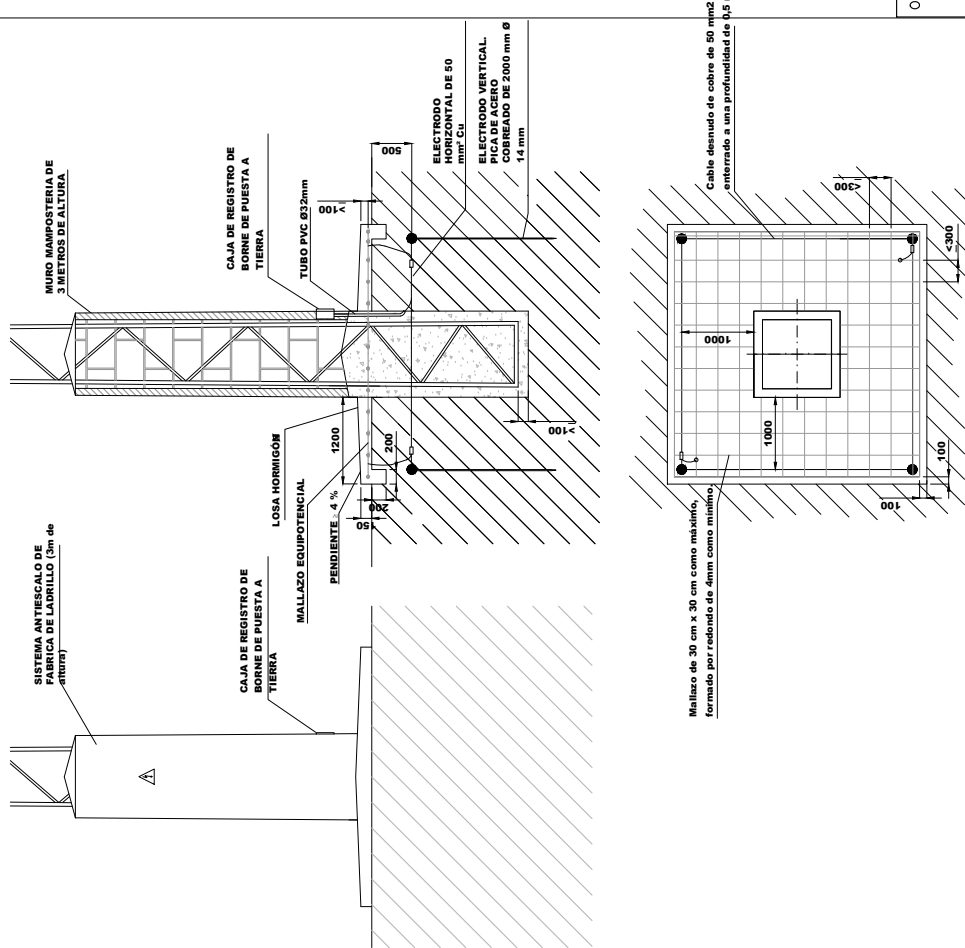 SISTEMA ANTIESCALO DE
FABRICA DE LADRILLO (3m de
altura)
CAJA DE REGISTRO DE
BORNE DE PUESTA A
TIERRA
MURO MAMPOSTERIA DE
3 METROS DE ALTURA
CAJA DE REGISTRO DE
BORNE DE PUESTA A
TIERRA
TUBO PVC Ø32mm
>100
500
ELECTRODO
HORIZONTAL DE 50
mm² Cu
ELECTRODO VERTICAL.
PICA DE ACERO
COBREADO DE 2000 mm Ø
14 mm
LOSA HORMIGÓN
MALLAZO EQUIPOTENCIAL
PENDIENTE ≥ 4 %
1200
200
150
200
>100
Cable desnudo de cobre de 50 mm2
enterrado a una profundidad de 0,5
<300
<300
1000
1000
100
100
Mallazo de 30 cm x 30 cm como máximo,
formado por redondo de 4mm como mínimo.